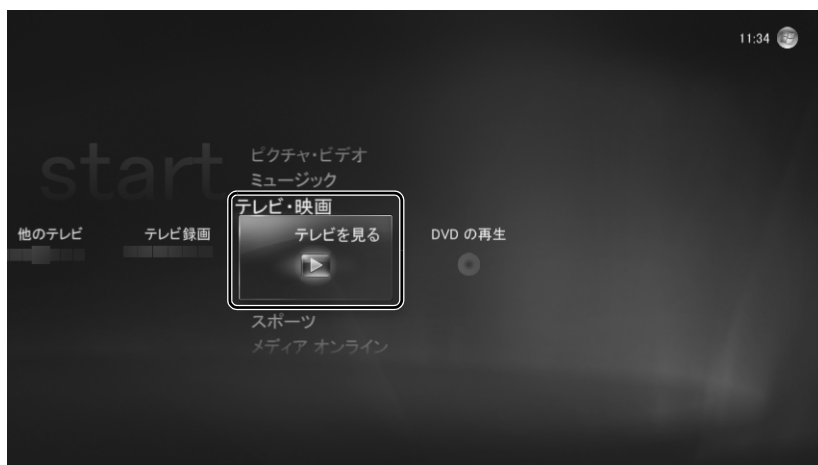 11:34
start
ピクチャ・ビデオ
ミュージック
テレビ・映画
他のテレビ
テレビ録画
テレビを見る
DVD の再生
スポーツ
メディア オンライン